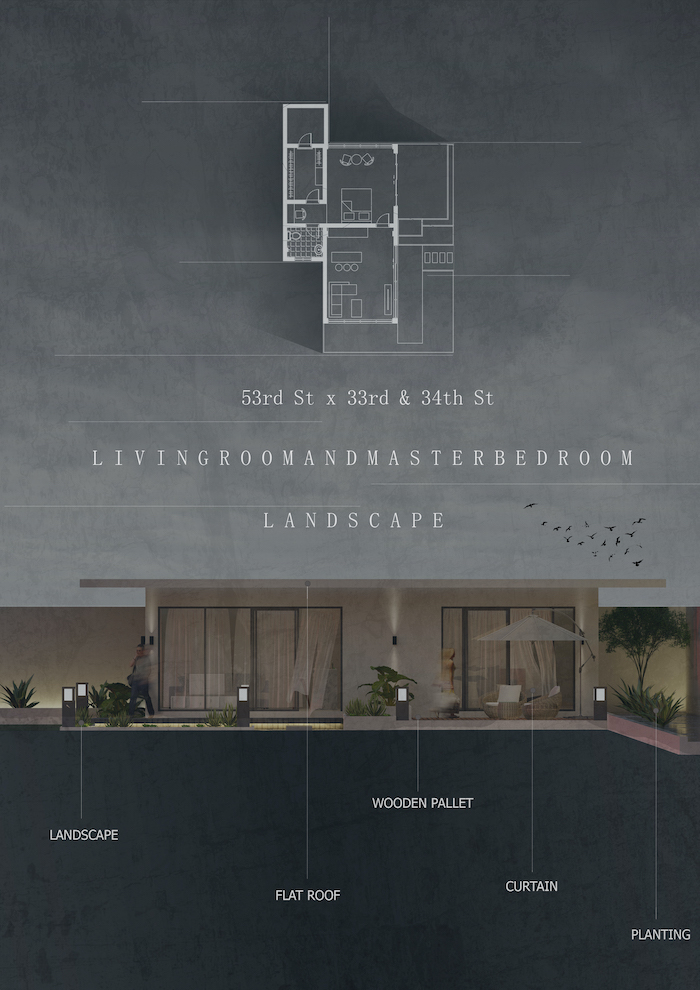 53rd St x 33rd & 34th St
LIVINGROOMANDMASTERBEDROOM
LANDSCAPE
WOODEN PALLET
LANDSCAPE
CURTAIN
FLAT ROOF
PLANTING